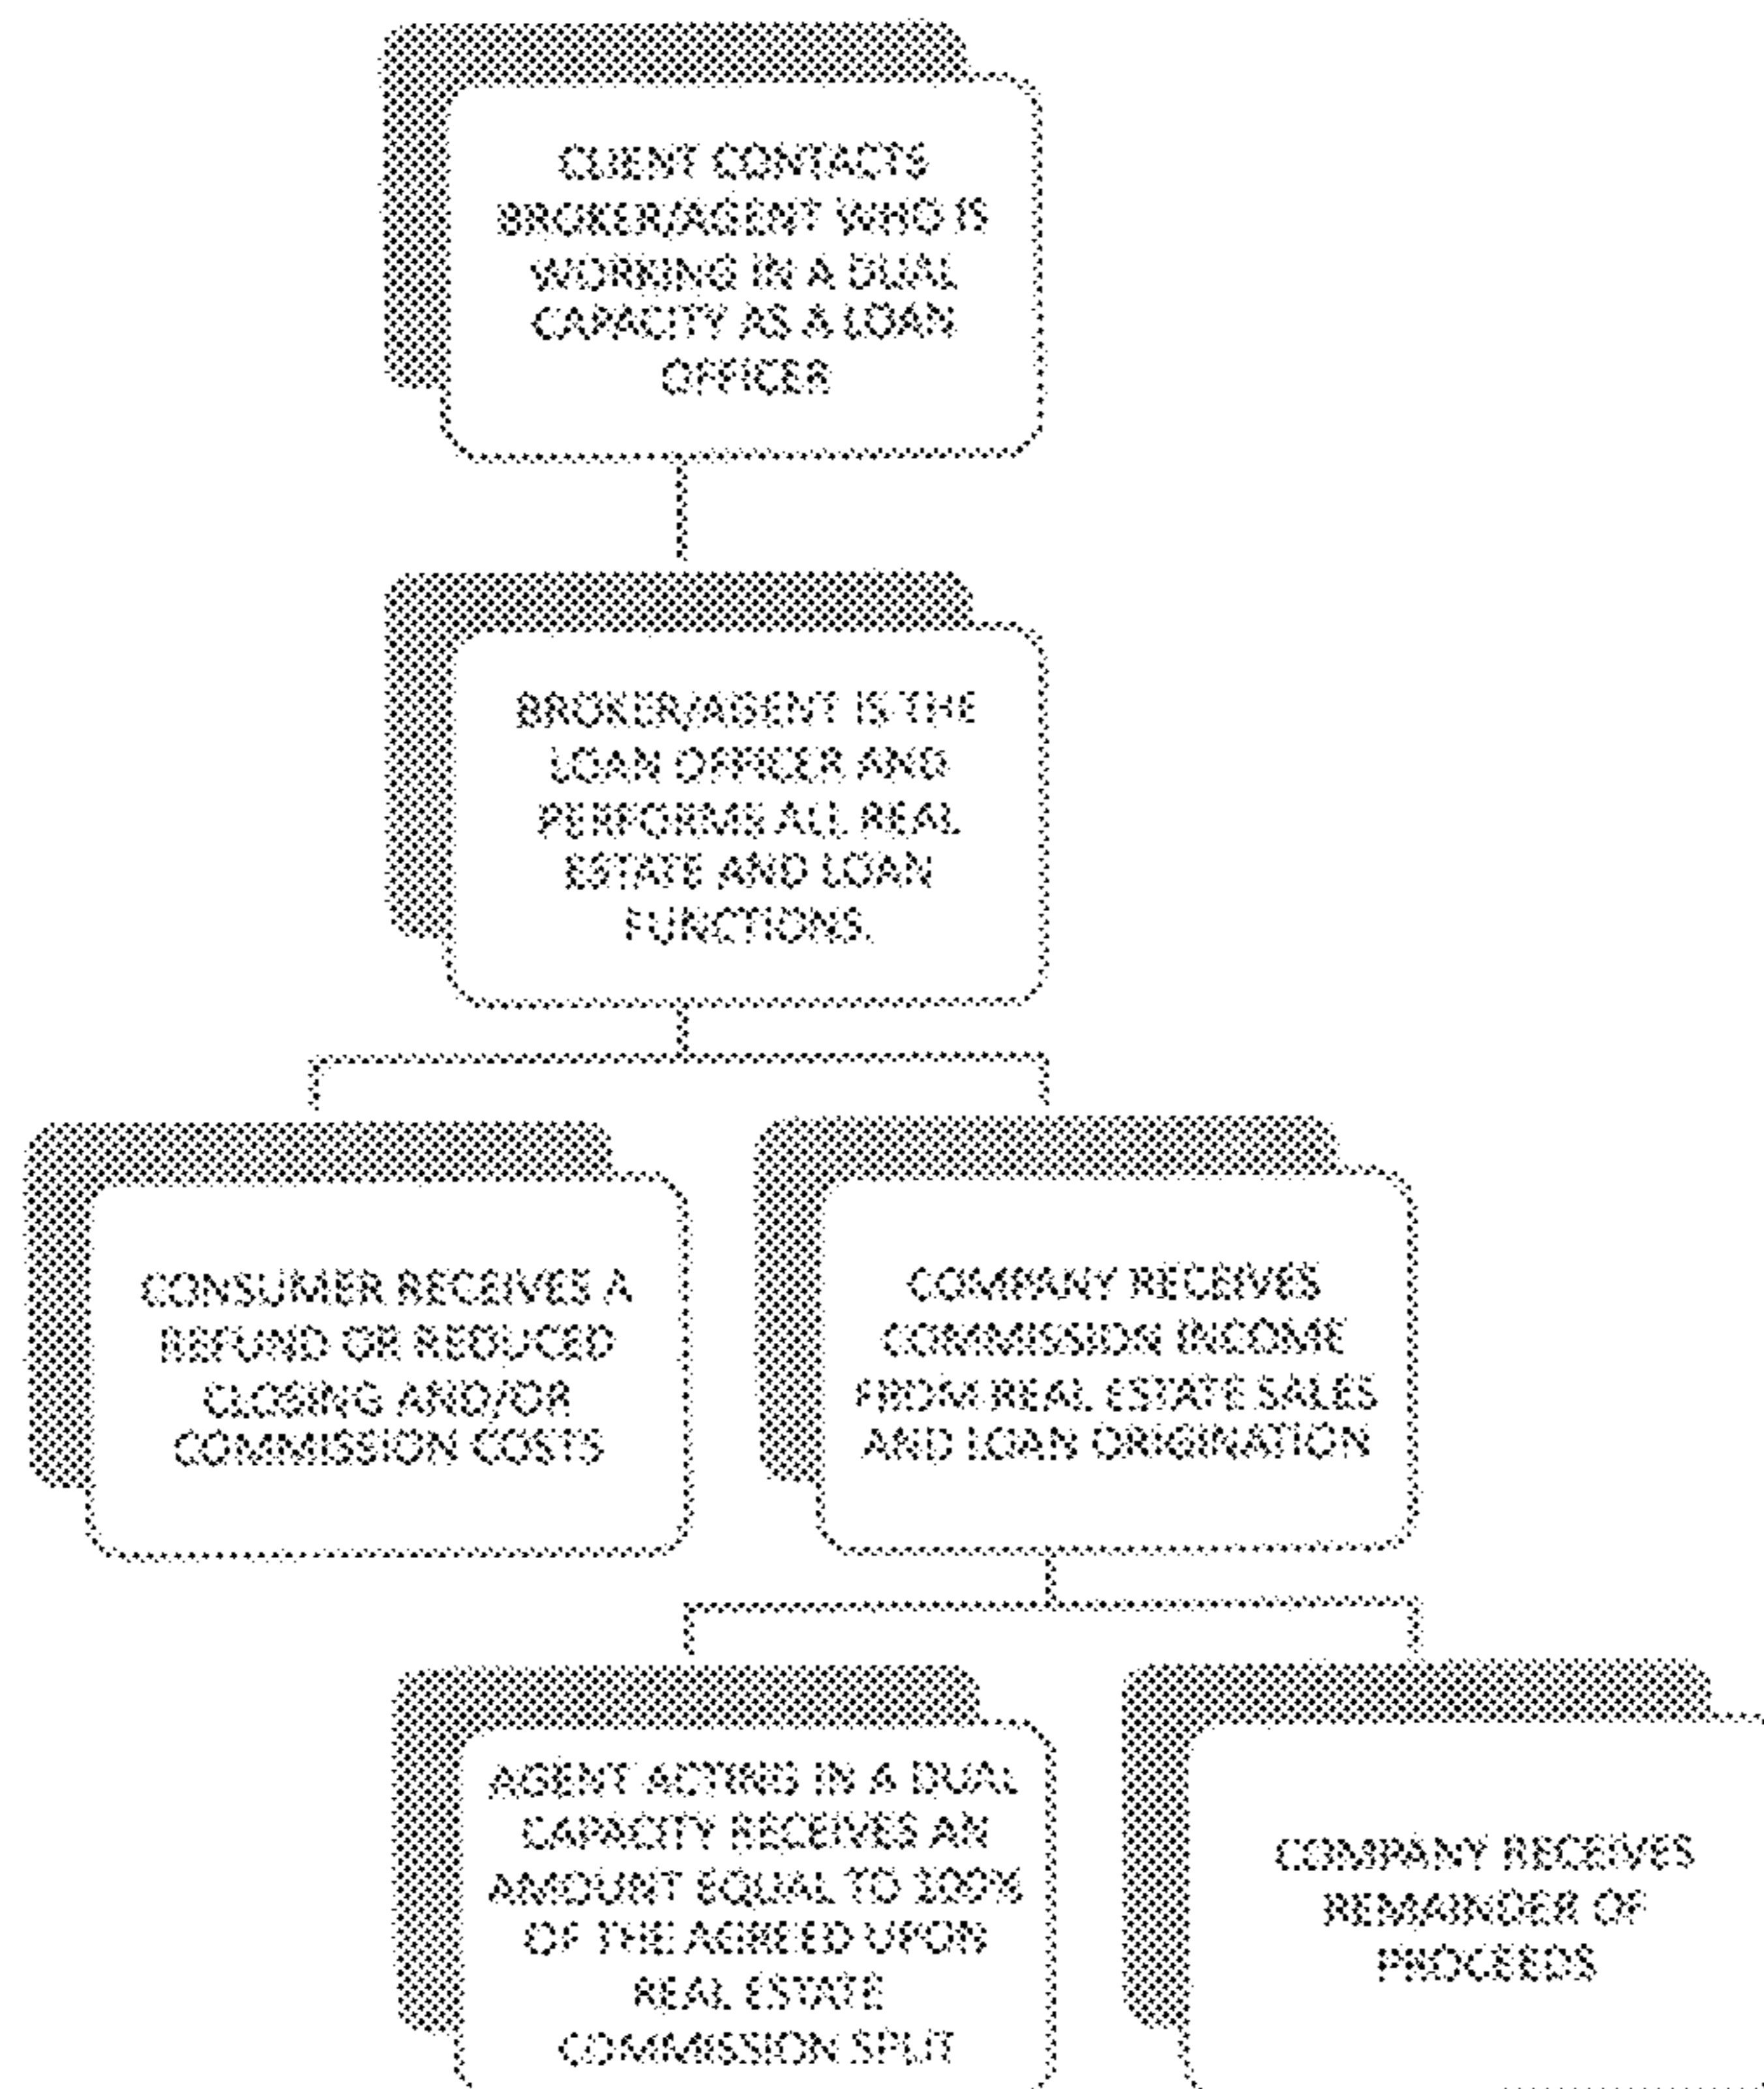 CLIENT CONTACTS
BROKER/AGENT WHO IS
WORKING IN A DUAL
CAPACITY AS A LOAN
OFFICER
BROKER/AGENT IS THE
LOAN OFFICER AND
PERFORMS ALL REAL
ESTATE AND LOAN
FUNCTIONS.
CONSUMER RECEIVES A
REFUND OR REDUCED
CLOSING AND/OR
COMMISSION COSTS
COMPANY RECEIVES
COMMISSION INCOME
FROM REAL ESTATE SALES
AND LOAN ORIGINATION
AGENT ACTING IN A DUAL
CAPACITY RECEIVES AN
AMOUNT EQUAL TO 100%
OF THE AGREED UPON
REAL ESTATE
COMMISSION SPLIT
COMPANY RECEIVES
REMAINDER OF
PROCEEDS